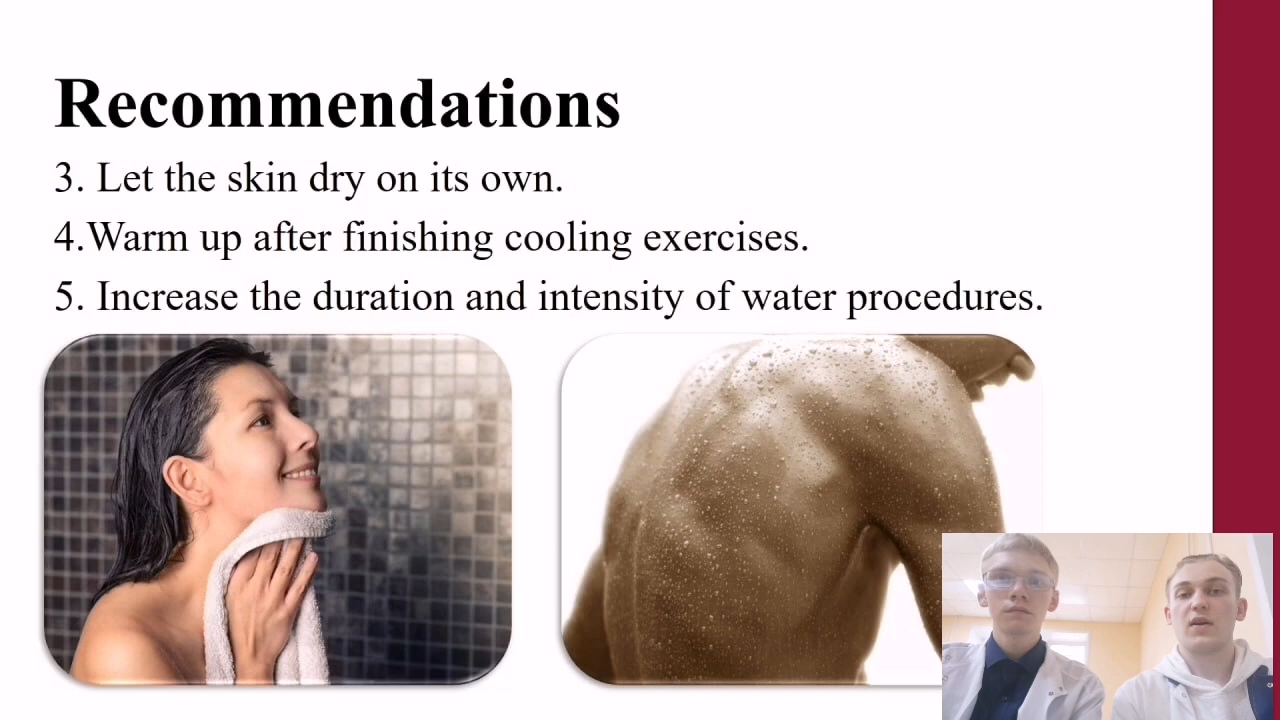 Recommendations
3. Let the skin dry on its own.
4.Warm up after finishing cooling exercises.
5. Increase the duration and intensity of water procedures.